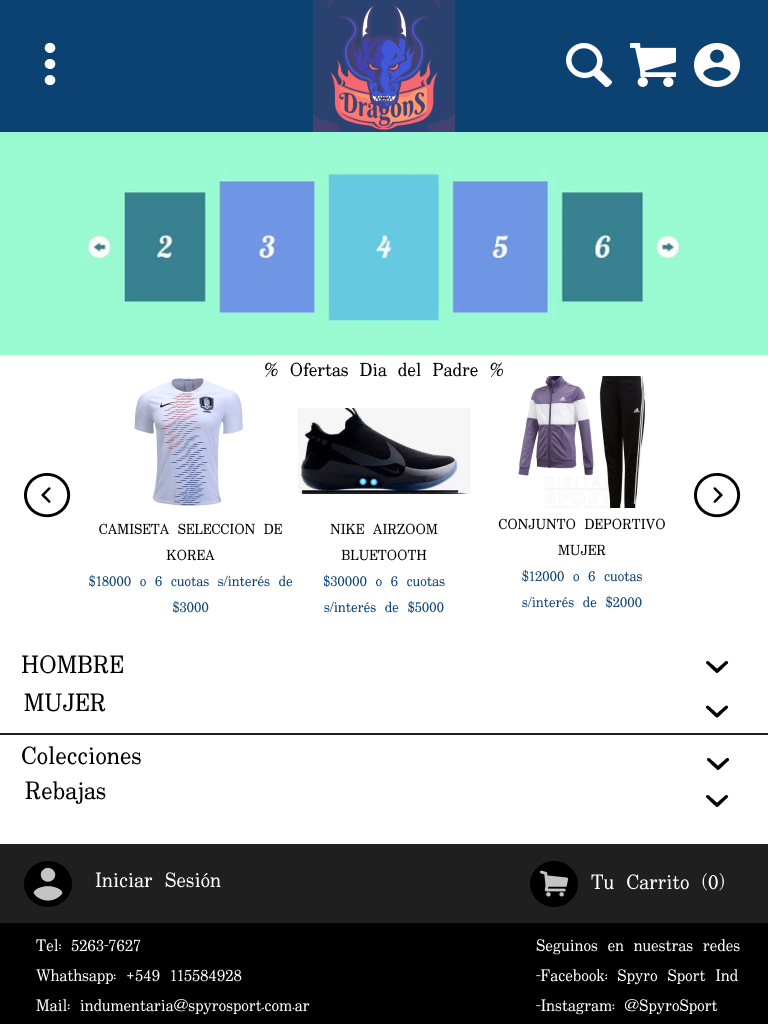 Dragons
2 3 4 5 6
% Ofertas Dia del Padre %
CAMISETA SELECCION DE
KOREA
$18000 o 6 cuotas s/interés de
$3000
NIKE AIRZOOM
BLUETOOTH
$30000 o 6 cuotas
s/interés de $5000
CONJUNTO DEPORTIVO
MUJER
$12000 o 6 cuotas
s/interés de $2000
HOMBRE
MUJER
Colecciones
Rebajas
Iniciar Sesión
Tu Carrito (0)
Tel: 5263-7627
Whathsapp: +549 115584928
Mail: indumentaria@spyrosport.com.ar
Seguinos en nuestras redes
-Facebook: Spyro Sport Ind
-Instagram: @SpyroSport